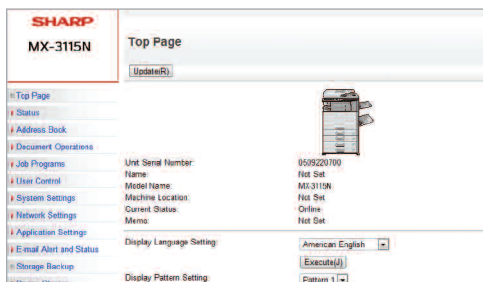 SHARP
MX-3115N
Top Page
Update(R)
Top Page
Status
Address Book
Document Operations
Job Programs
User Control
System Settings
Network Settings
Application Settings
E-mail Alert and Status
Storage Backup
Unit Serial Number: 0509220700
Name: Not Set
Model Name: MX-3115N
Machine Location: Not Set
Current Status: Online
Memo: Not Set
Display Language Setting: American English
Execute(J)
Display Pattern Setting: Pattern 1